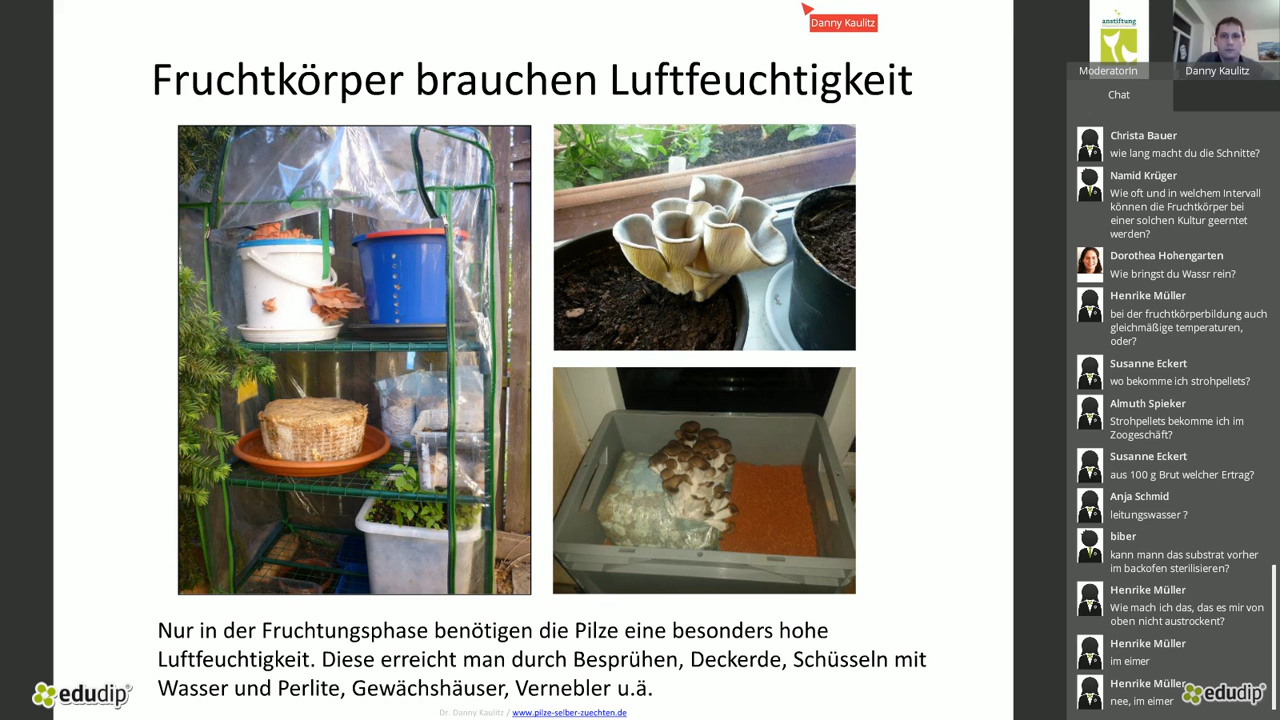 Danny Kaulitz
Fruchtkörper brauchen Luftfeuchtigkeit
Nur in der Fruchtungsphase benötigen die Pilze eine besonders hohe
Luftfeuchtigkeit. Diese erreicht man durch Besprühen, Deckerde, Schüsseln mit
Wasser und Perlite, Gewächshäuser, Vernebler u.ä.
Dr. Danny Kaulitz / www.pilze-selber-zuechten.de
edudip
anstiftung
Moderatorin
Danny Kaulitz
Chat
Christa Bauer
wie lang macht du die Schnitte?
Namid Krüger
Wie oft und in welchem Intervall
können die Fruchtkörper bei
einer solchen Kultur geerntet
werden?
Dorothea Hohengarten
Wie bringst du Wassr rein?
Henrike Müller
bei der fruchtkörperbildung auch
gleichmäßige temperaturen,
oder?
Susanne Eckert
wo bekomme ich strohpellets?
Almuth Spieker
Strohpellets bekomme ich im
Zoogeschäft?
Susanne Eckert
aus 100 g Brut welcher Ertrag?
Anja Schmid
leitungswasser ?
biber
kann mann das substrat vorher
im backofen sterilisieren?
Henrike Müller
Wie mach ich das, das es mir von
oben nicht austrockent?
Henrike Müller
im eimer
Henrike Müller
nee, im eimer
edudip